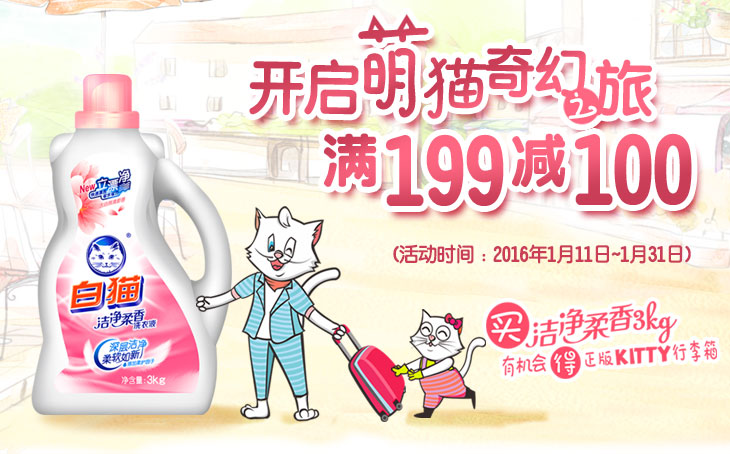 开启萌猫奇幻之旅
满199减100
(活动时间：2016年1月11日~1月31日)
买洁净柔香3kg
有机会得正版KITTY行李箱
New 立漂净
白猫
洁净柔香
洗衣液
深层洁净
柔软如新
净含量:3kg